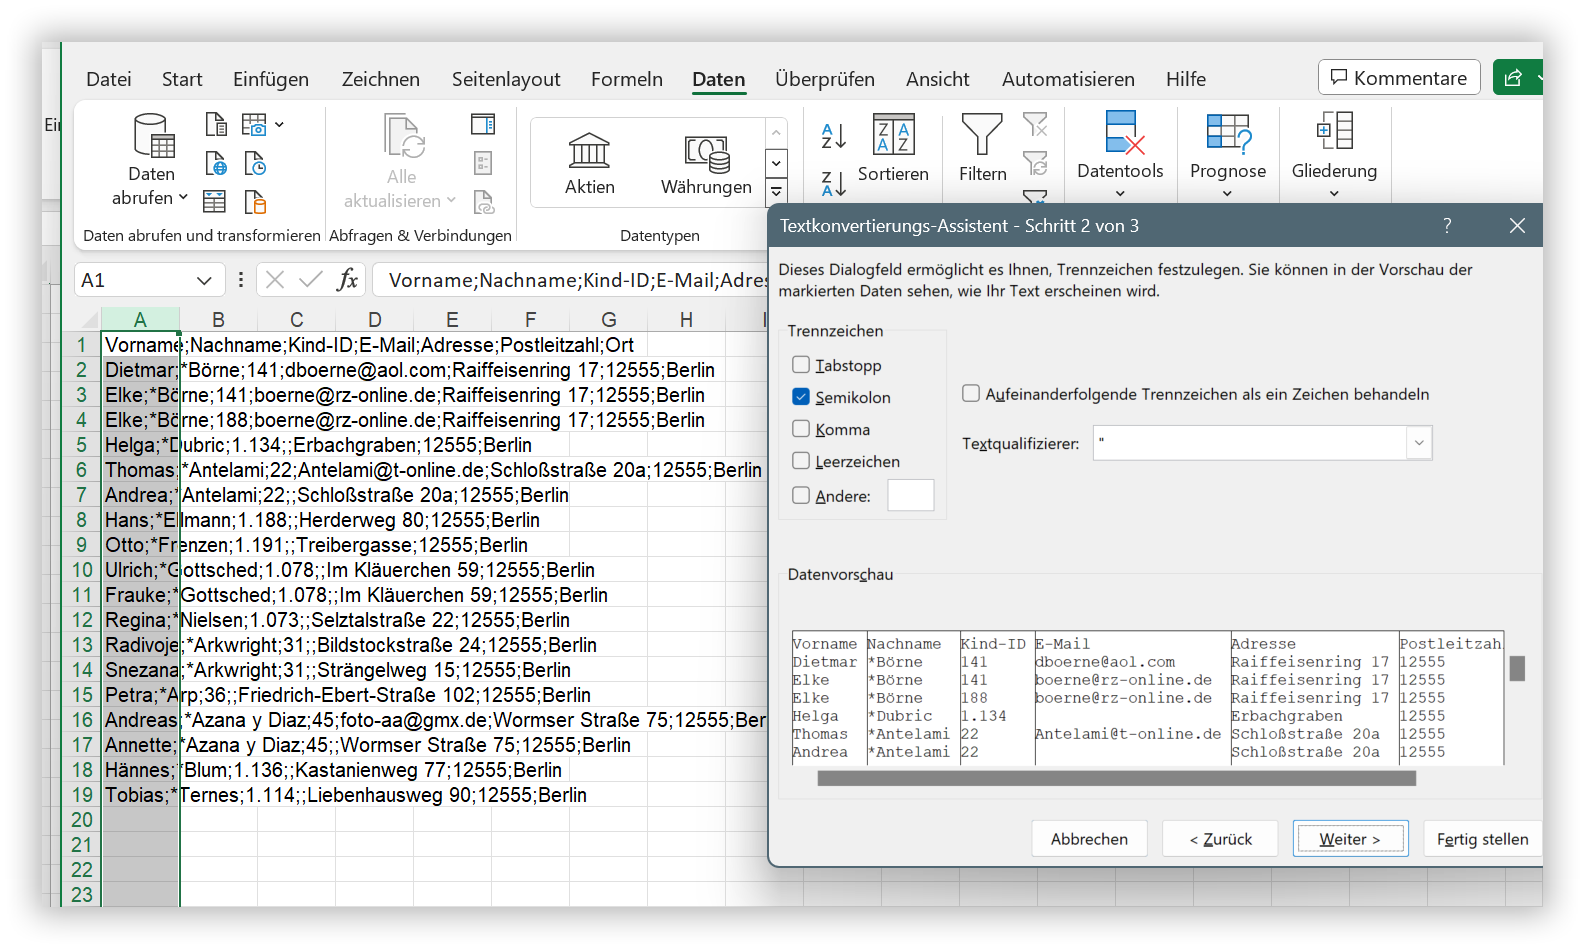 Datei Start Einfügen Zeichnen Seitenlayout Formeln Daten Überprüfen Ansicht Automatisieren Hilfe Kommentare
Daten abrufen
Alle aktualisieren
Aktien Währungen
Sortieren Filtern Datentools Prognose Gliederung
Daten abrufen und transformieren Abfragen & Verbindungen Datentypen
A1 fx Vorname;Nachname;Kind-ID;E-Mail;Adres
A B C D E F G H I
1 Vorname;Nachname;Kind-ID;E-Mail;Adresse;Postleitzahl;Ort
2 Dietmar;*Börne;141;dboerne@aol.com;Raiffeisenring 17;12555;Berlin
3 Elke;*Börne;141;boerne@rz-online.de;Raiffeisenring 17;12555;Berlin
4 Elke;*Börne;188;boerne@rz-online.de;Raiffeisenring 17;12555;Berlin
5 Helga;*Dubric;1.134;;Erbachgraben;12555;Berlin
6 Thomas;*Antelami;22;Antelami@t-online.de;Schloßstraße 20a;12555;Berlin
7 Andrea;*Antelami;22;;Schloßstraße 20a;12555;Berlin
8 Hans;*Ellmann;1.188;;Herderweg 80;12555;Berlin
9 Otto;*Frenzen;1.191;;Treibergasse;12555;Berlin
10 Ulrich;*Gottsched;1.078;;Im Kläuerchen 59;12555;Berlin
11 Frauke;*Gottsched;1.078;;Im Kläuerchen 59;12555;Berlin
12 Regina;*Nielsen;1.073;;Selztalstraße 22;12555;Berlin
13 Radivoje;*Arkwright;31;;Bildstockstraße 24;12555;Berlin
14 Snezana;*Arkwright;31;;Strängelweg 15;12555;Berlin
15 Petra;*Arp;36;;Friedrich-Ebert-Straße 102;12555;Berlin
16 Andreas;*Azana y Diaz;45;foto-aa@gmx.de;Wormser Straße 75;12555;Ber
17 Annette;*Azana y Diaz;45;;Wormser Straße 75;12555;Berlin
18 Hännes;*Blum;1.136;;Kastanienweg 77;12555;Berlin
19 Tobias;*Ternes;1.114;;Liebenhausweg 90;12555;Berlin
20
21
22
23
Textkonvertierungs-Assistent - Schritt 2 von 3 ?
Dieses Dialogfeld ermöglicht es Ihnen, Trennzeichen festzulegen. Sie können in der Vorschau der
markierten Daten sehen, wie Ihr Text erscheinen wird.
Trennzeichen
Tabstopp
Semikolon
Komma
Leerzeichen
Andere:
Aufeinanderfolgende Trennzeichen als ein Zeichen behandeln
Textqualifizierer: "
Datenvorschau
Vorname Nachname Kind-ID E-Mail Adresse Postleitzahl
Dietmar *Börne 141 dboerne@aol.com Raiffeisenring 17 12555
Elke *Börne 141 boerne@rz-online.de Raiffeisenring 17 12555
Elke *Börne 188 boerne@rz-online.de Raiffeisenring 17 12555
Helga *Dubric 1.134 Erbachgraben 12555
Thomas *Antelami 22 Antelami@t-online.de Schloßstraße 20a 12555
Andrea *Antelami 22 Schloßstraße 20a 12555
Abbrechen < Zurück Weiter > Fertig stellen